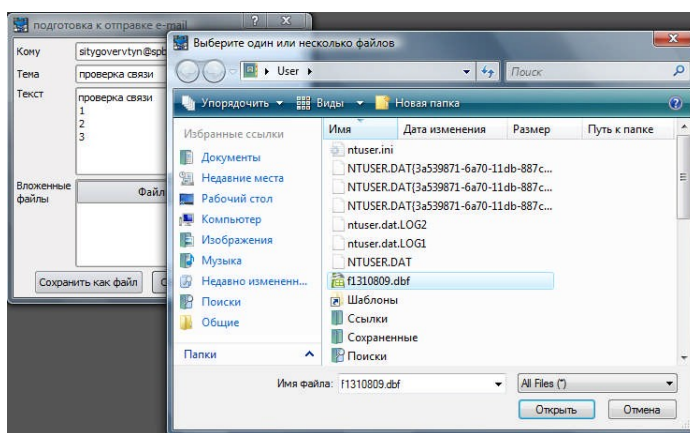 подготовка к отправке e-mail
Кому
sitygovervtyn@spb
Тема
проверка связи
Текст
проверка связи
1
2
3
Вложенные файлы
Файл
Сохранить как файл
С
Выберите один или несколько файлов
User
Поиск
Упорядочить
Виды
Новая папка
Избранные ссылки
Документы
Недавние места
Рабочий стол
Компьютер
Изображения
Музыка
Недавно измененн...
Поиски
Общие
Папки
Имя Дата изменения Размер Путь к папке
ntuser.ini
NTUSER.DAT{3a539871-6a70-11db-887c...
NTUSER.DAT{3a539871-6a70-11db-887c...
NTUSER.DAT{3a539871-6a70-11db-887c...
ntuser.dat.LOG2
ntuser.dat.LOG1
NTUSER.DAT
f1310809.dbf
Шаблоны
Ссылки
Сохраненные
Поиски
Имя файла: f1310809.dbf
All Files (*)
Открыть Отмена